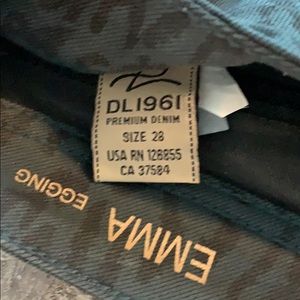 DL1961
PREMIUM DENIM
SIZE 28
USA RN 128855
CA 37584
EMMA
EGGING